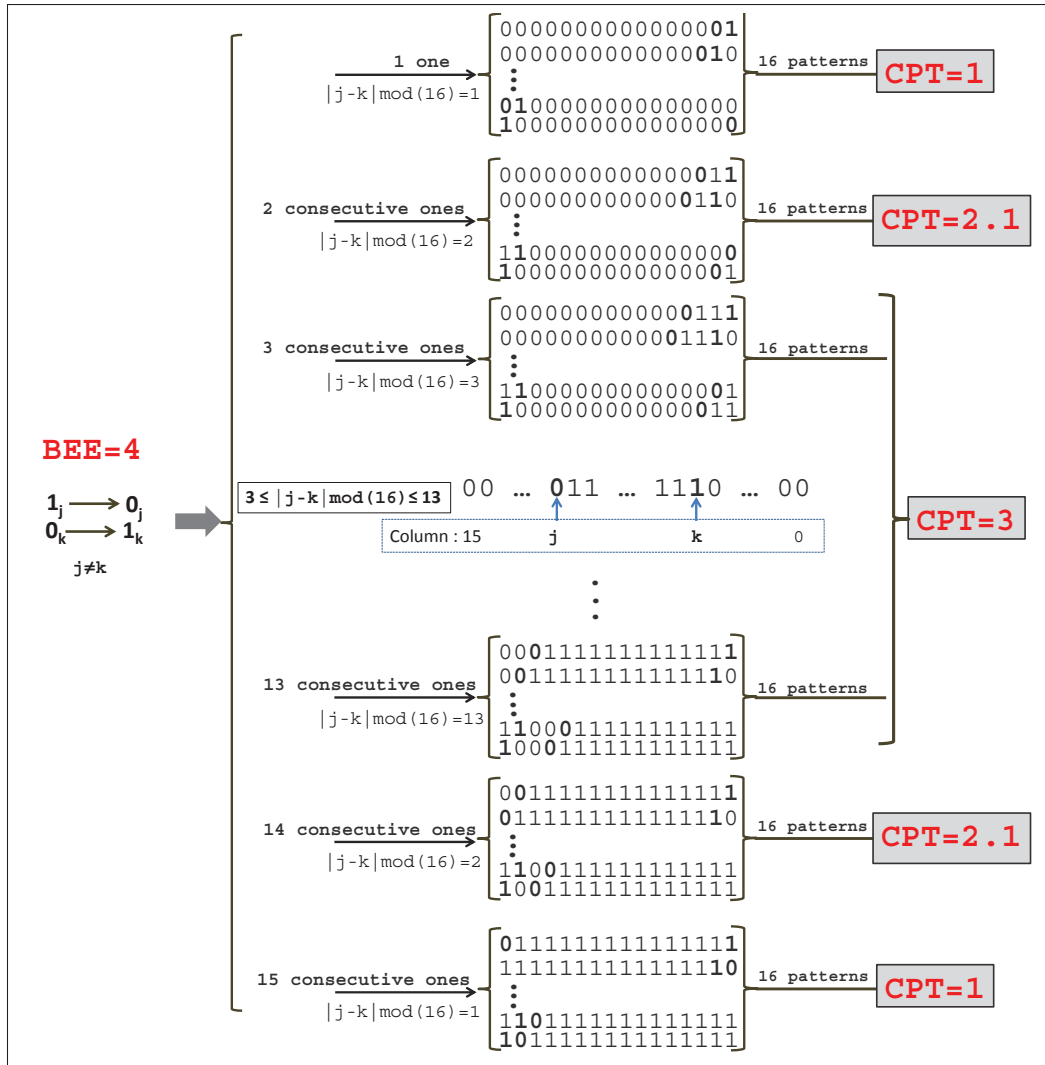 00000000000000001
0000000000000010
1 one
16 patterns
CPT=1
|j-k|mod(16)=1
0100000000000000
1000000000000000
0000000000000011
0000000000000110
2 consecutive ones
16 patterns
CPT=2.1
|j-k|mod(16)=2
1100000000000000
1000000000000001
0000000000000111
0000000000001110
3 consecutive ones
16 patterns
|j-k|mod(16)=3
1100000000000001
1000000000000011
BEE=4
1j → 0j
0k → 1k
j≠k
3 ≤ |j-k|mod(16) ≤ 13
00 … 011 … 1110 … 00
Column : 15 j k 0
CPT=3
0001111111111111
0011111111111110
13 consecutive ones
16 patterns
|j-k|mod(16)=13
1100011111111111
1000111111111111
0011111111111111
0111111111111110
14 consecutive ones
16 patterns
CPT=2.1
|j-k|mod(16)=2
1100111111111111
1001111111111111
0111111111111111
1111111111111110
15 consecutive ones
16 patterns
CPT=1
|j-k|mod(16)=1
1101111111111111
1011111111111111